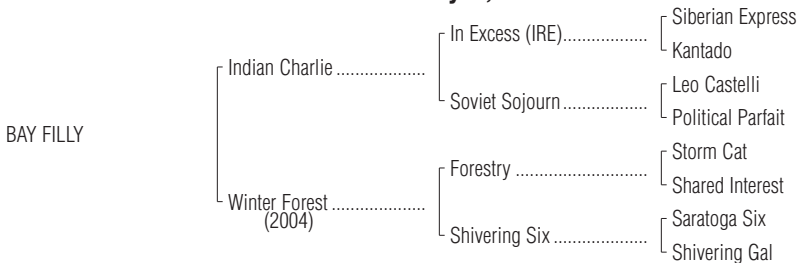 Siberian Express
In Excess (IRE)..................
Kantado
Indian Charlie ...................
Leo Castelli
Soviet Sojourn..................
Political Parfait
BAY FILLY
Storm Cat
Forestry ............................
Shared Interest
Winter Forest ....................
(2004)
Saratoga Six
Shivering Six ....................
Shivering Gal